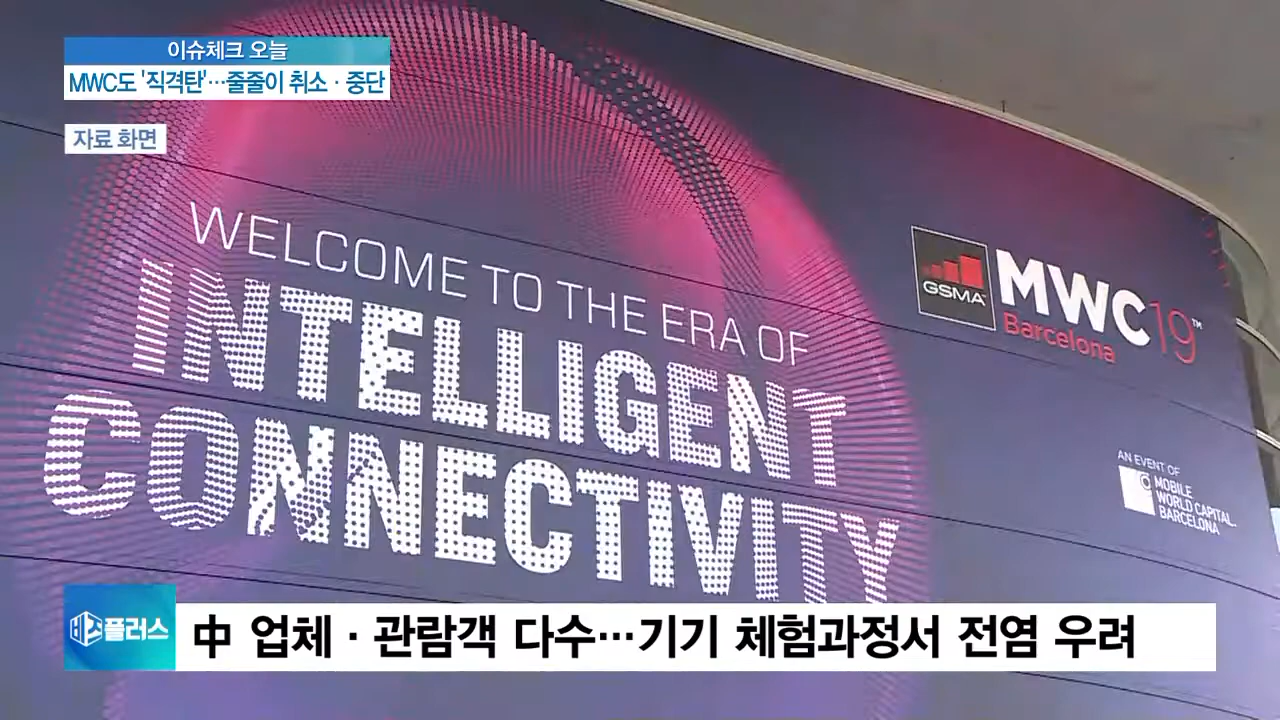 이슈체크 오늘
MWC도 '직격탄'…줄줄이 취소·중단
자료 화면
WELCOME TO THE ERA OF
INTELLIGENT
CONNECTIVITY
GSMA™
MWC19™
Barcelona
AN EVENT OF
MOBILE
WORLD CAPITAL.
BARCELONA
비즈플러스
中 업체·관람객 다수…기기 체험과정서 전염 우려